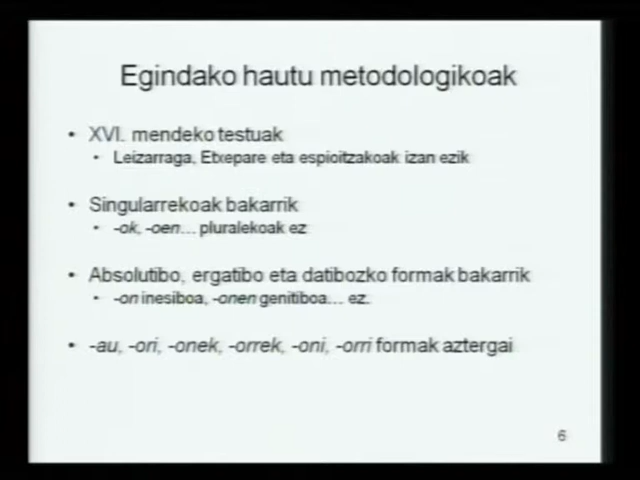 Egindako hautu metodologikoak
• XVI. mendeko testuak
• Leizarraga, Etxepare eta espioitzakoak izan ezik
• Singularrekoak bakarrik
• -ok, -oen... pluralekoak ez
• Absolutibo, ergatibo eta datibozko formak bakarrik
• -on inesiboa, -onen genitiboa... ez.
• -au, -ori, -onek, -orrek, -oni, -orri formak aztergai
6